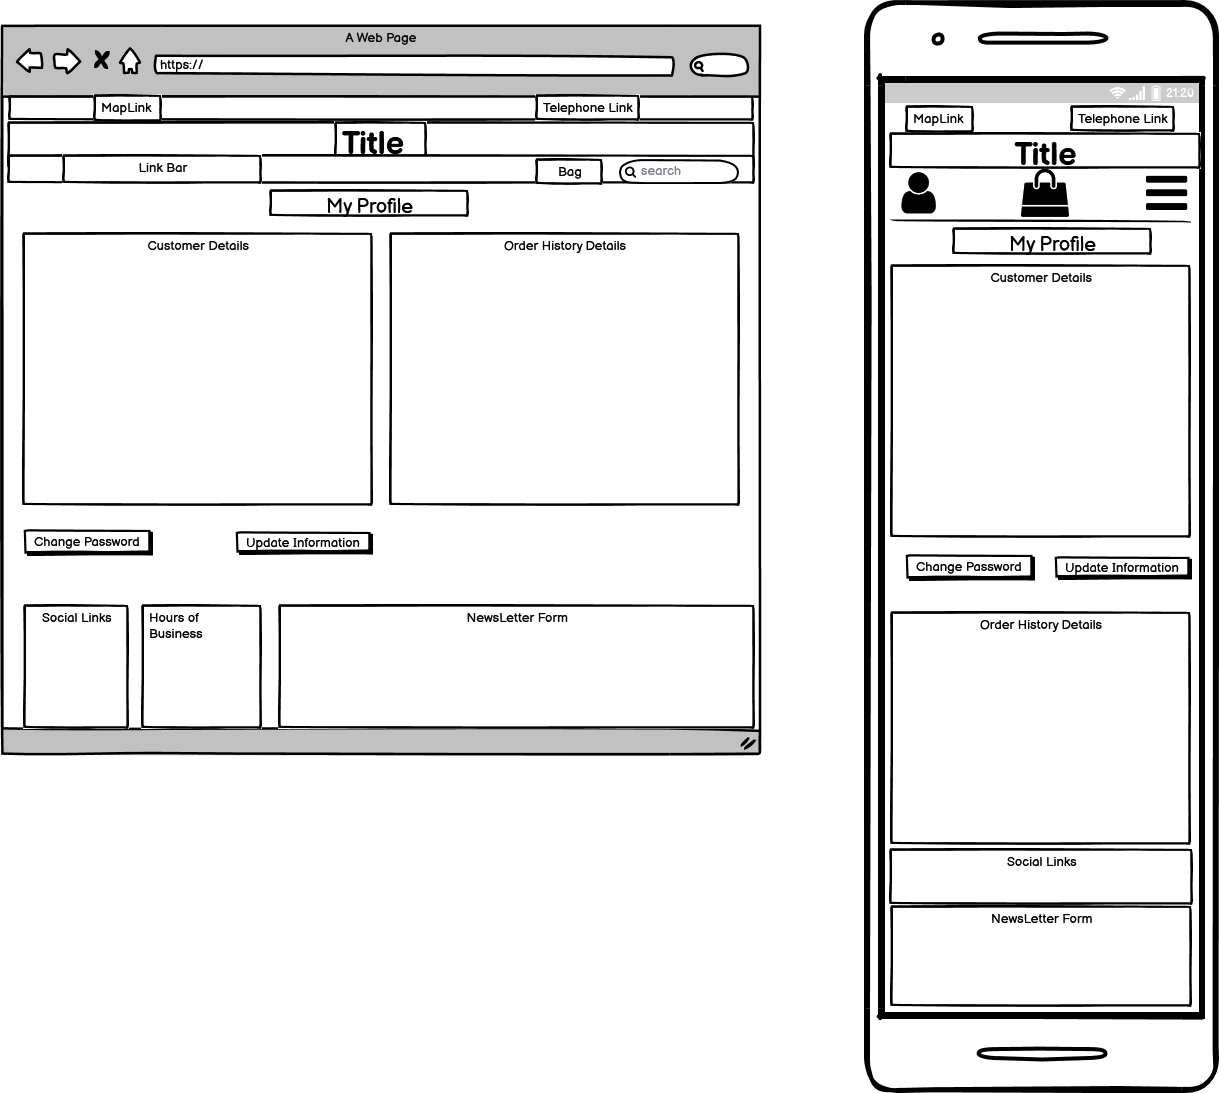 A Web Page
https://
MapLink
Telephone Link
Title
Link Bar
Bag
search
My Profile
Customer Details
Order History Details
Change Password
Update Information
Social Links
Hours of
Business
NewsLetter Form
21:20
MapLink
Telephone Link
Title
My Profile
Customer Details
Change Password
Update Information
Order History Details
Social Links
NewsLetter Form